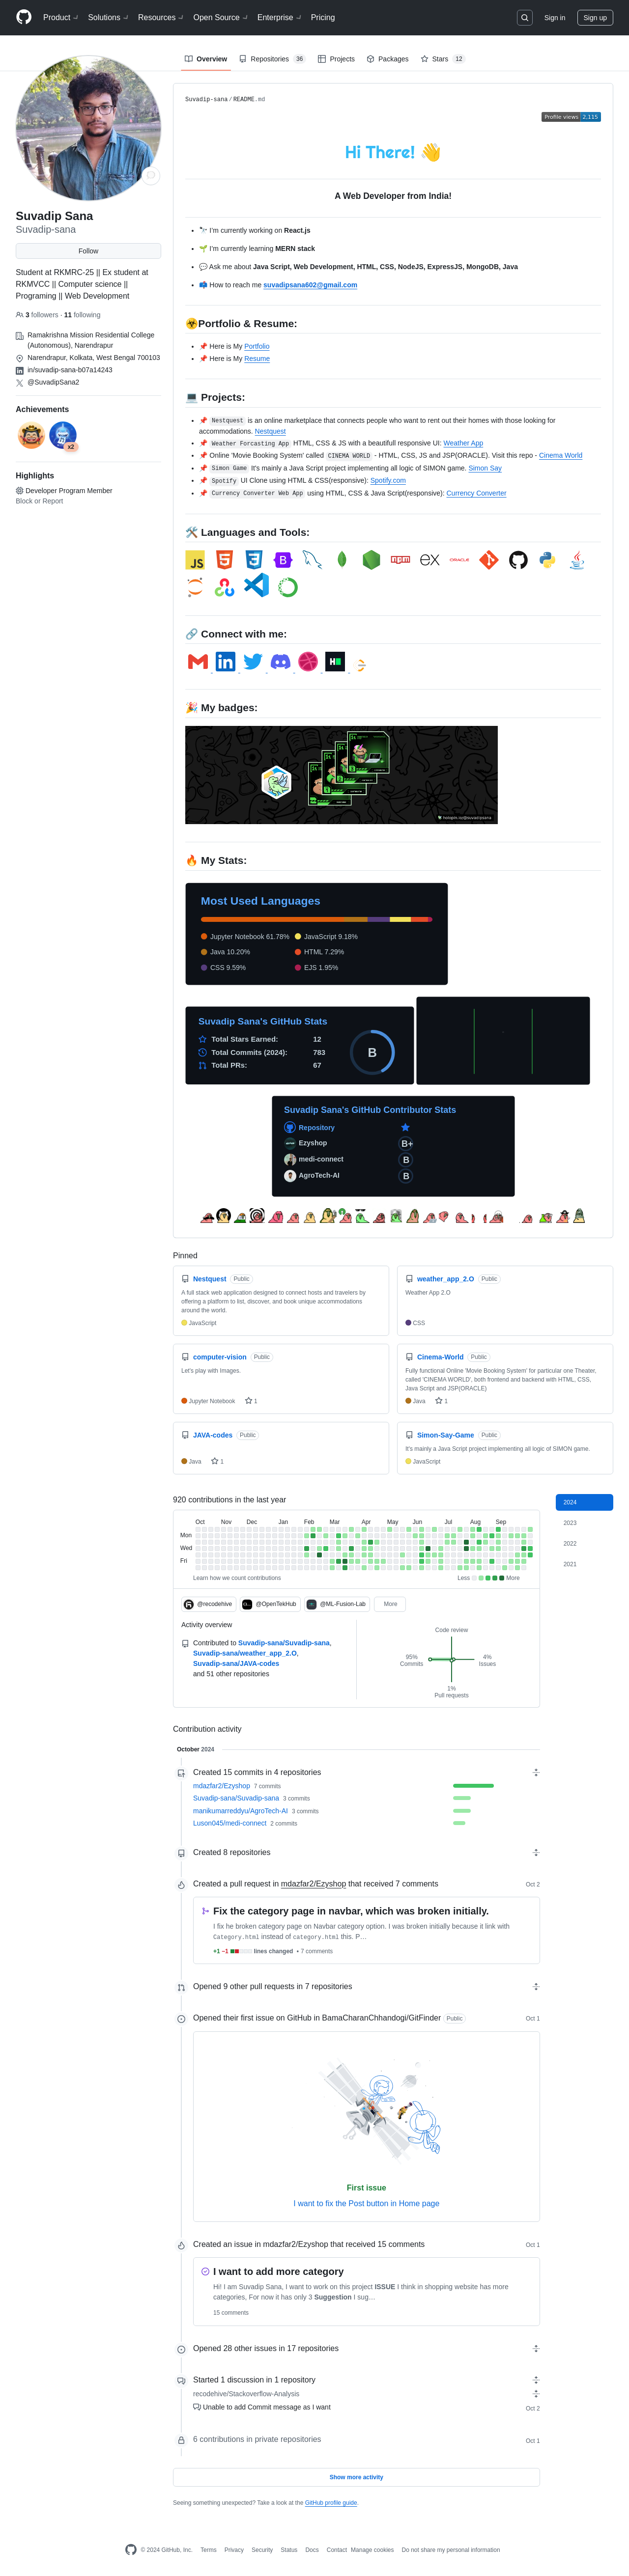 Product Solutions Resources Open Source Enterprise Pricing Sign in Sign up
Overview Repositories 36 Projects Packages Stars 12
Suvadip Sana
Suvadip-sana
Follow
Student at RKMRC-25 || Ex student at
RKMVCC || Computer science ||
Programing || Web Development
3 followers · 11 following
Ramakrishna Mission Residential College
(Autonomous), Narendrapur
Narendrapur, Kolkata, West Bengal 700103
in/suvadip-sana-b07a14243
@SuvadipSana2
Achievements
x2
Highlights
Developer Program Member
Block or Report
Suvadip-sana/README.md
Profile views 2,115
Hi There! 👋
A Web Developer from India!
🔭 I'm currently working on React.js
🌱 I'm currently learning MERN stack
💬 Ask me about Java Script, Web Development, HTML, CSS, NodeJS, ExpressJS, MongoDB, Java
📫 How to reach me suvadipsana602@gmail.com
☣️Portfolio & Resume:
📌 Here is My Portfolio
📌 Here is My Resume
💻 Projects:
📌 Nestquest is an online marketplace that connects people who want to rent out their homes with those looking for
accommodations. Nestquest
📌 Weather Forcasting App HTML, CSS & JS with a beautifull responsive UI: Weather App
📌 Online 'Movie Booking System' called CINEMA WORLD - HTML, CSS, JS and JSP(ORACLE). Visit this repo - Cinema World
📌 Simon Game It's mainly a Java Script project implementing all logic of SIMON game. Simon Say
📌 Spotify UI Clone using HTML & CSS(responsive): Spotify.com
📌 Currency Converter Web App using HTML, CSS & Java Script(responsive): Currency Converter
🛠️ Languages and Tools:
JS
npm
ex
ORACLE
🔗 Connect with me:
🎉 My badges:
holopin.io/@suvadipsana
🔥 My Stats:
Most Used Languages
Jupyter Notebook 61.78% JavaScript 9.18%
Java 10.20% HTML 7.29%
CSS 9.59% EJS 1.95%
Suvadip Sana's GitHub Stats
Total Stars Earned: 12
Total Commits (2024): 783
Total PRs: 67
B
Suvadip Sana's GitHub Contributor Stats
Repository
Ezyshop B+
medi-connect B
AgroTech-AI B
Pinned
Nestquest Public
A full stack web application designed to connect hosts and travelers by
offering a platform to list, discover, and book unique accommodations
around the world.
JavaScript
weather_app_2.O Public
Weather App 2.O
CSS
computer-vision Public
Let's play with Images.
Jupyter Notebook 1
Cinema-World Public
Fully functional Online 'Movie Booking System' for particular one Theater,
called 'CINEMA WORLD', both frontend and backend with HTML, CSS,
Java Script and JSP(ORACLE)
Java 1
JAVA-codes Public
Java 1
Simon-Say-Game Public
It's mainly a Java Script project implementing all logic of SIMON game.
JavaScript
920 contributions in the last year
2024
2023
2022
2021
Oct Nov Dec Jan Feb Mar Apr May Jun Jul Aug Sep
Mon
Wed
Fri
Learn how we count contributions Less More
@recodehive @OpenTekHub @ML-Fusion-Lab More
Activity overview
Contributed to Suvadip-sana/Suvadip-sana,
Suvadip-sana/weather_app_2.O,
Suvadip-sana/JAVA-codes
and 51 other repositories
Code review
95%
Commits
4%
Issues
1%
Pull requests
Contribution activity
October 2024
Created 15 commits in 4 repositories
mdazfar2/Ezyshop 7 commits
Suvadip-sana/Suvadip-sana 3 commits
manikumarreddyu/AgroTech-AI 3 commits
Luson045/medi-connect 2 commits
Created 8 repositories
Created a pull request in mdazfar2/Ezyshop that received 7 comments Oct 2
Fix the category page in navbar, which was broken initially.
I fix he broken category page on Navbar category option. I was broken initially because it link with
Category.html instead of category.html this. P…
+1 −1 lines changed • 7 comments
Opened 9 other pull requests in 7 repositories
Opened their first issue on GitHub in BamaCharanChhandogi/GitFinder Public Oct 1
First issue
I want to fix the Post button in Home page
Created an issue in mdazfar2/Ezyshop that received 15 comments Oct 1
I want to add more category
Hi! I am Suvadip Sana, I want to work on this project ISSUE I think in shopping website has more
categories, For now it has only 3 Suggestion I sug…
15 comments
Opened 28 other issues in 17 repositories
Started 1 discussion in 1 repository
recodehive/Stackoverflow-Analysis
Unable to add Commit message as I want Oct 2
6 contributions in private repositories Oct 1
Show more activity
Seeing something unexpected? Take a look at the GitHub profile guide.
© 2024 GitHub, Inc. Terms Privacy Security Status Docs Contact Manage cookies Do not share my personal information